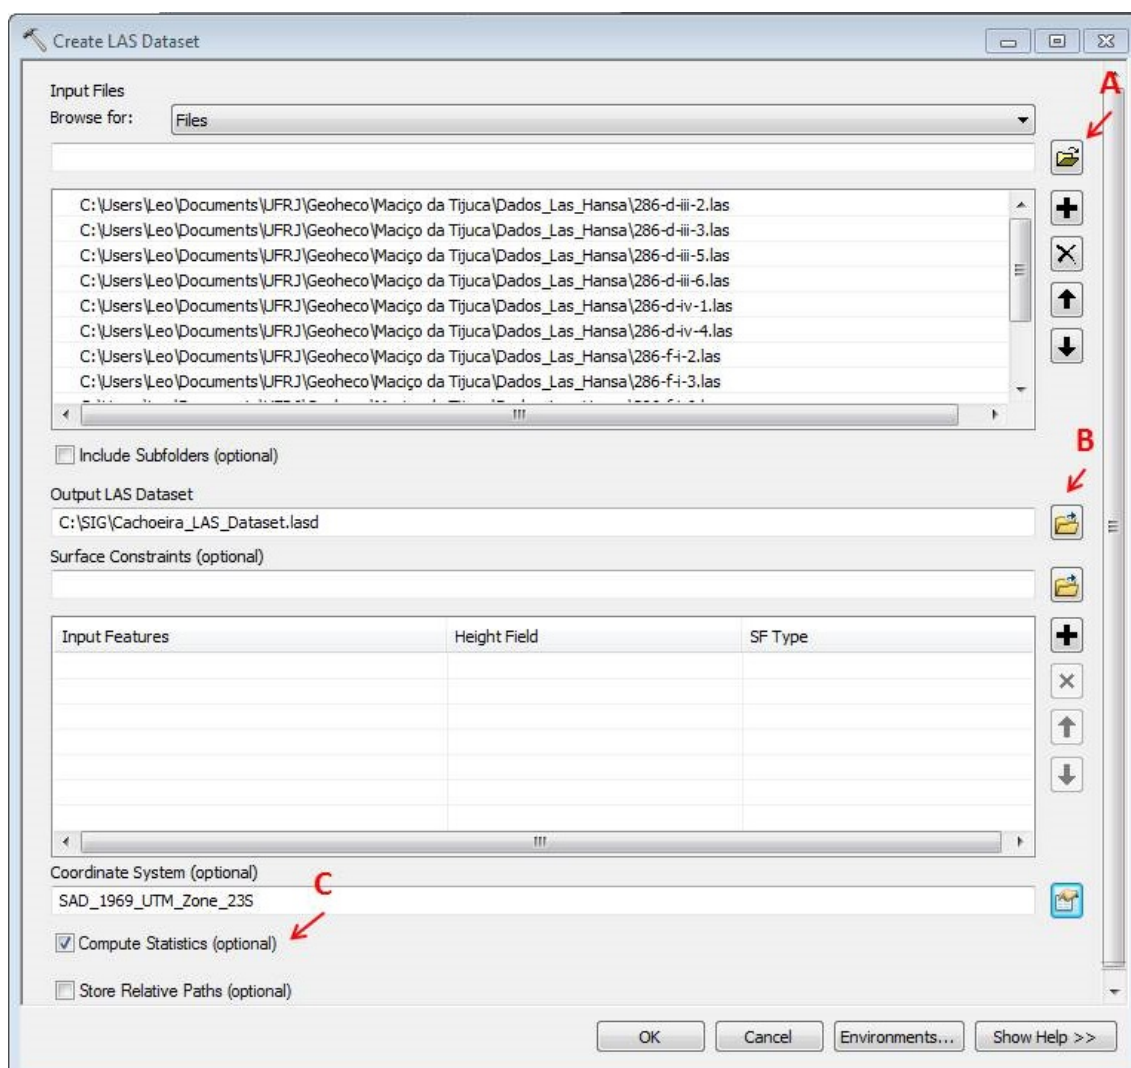 Create LAS Dataset
Input Files
A
Browse for:
Files
C:\Users\Leo\Documents\UFRJ\Geoheco\Maciço da Tijuca\Dados_Las_Hansa\286-d-iii-2.las
C:\Users\Leo\Documents\UFRJ\Geoheco\Maciço da Tijuca\Dados_Las_Hansa\286-d-iii-3.las
C:\Users\Leo\Documents\UFRJ\Geoheco\Maciço da Tijuca\Dados_Las_Hansa\286-d-iii-5.las
C:\Users\Leo\Documents\UFRJ\Geoheco\Maciço da Tijuca\Dados_Las_Hansa\286-d-iii-6.las
C:\Users\Leo\Documents\UFRJ\Geoheco\Maciço da Tijuca\Dados_Las_Hansa\286-d-iv-1.las
C:\Users\Leo\Documents\UFRJ\Geoheco\Maciço da Tijuca\Dados_Las_Hansa\286-d-iv-4.las
C:\Users\Leo\Documents\UFRJ\Geoheco\Maciço da Tijuca\Dados_Las_Hansa\286-f-i-2.las
C:\Users\Leo\Documents\UFRJ\Geoheco\Maciço da Tijuca\Dados_Las_Hansa\286-f-i-3.las
B
Include Subfolders (optional)
Output LAS Dataset
C:\SIG\Cachoeira_LAS_Dataset.lasd
Surface Constraints (optional)
Input Features Height Field SF Type
Coordinate System (optional)
C
SAD_1969_UTM_Zone_23S
Compute Statistics (optional)
Store Relative Paths (optional)
OK Cancel Environments... Show Help >>